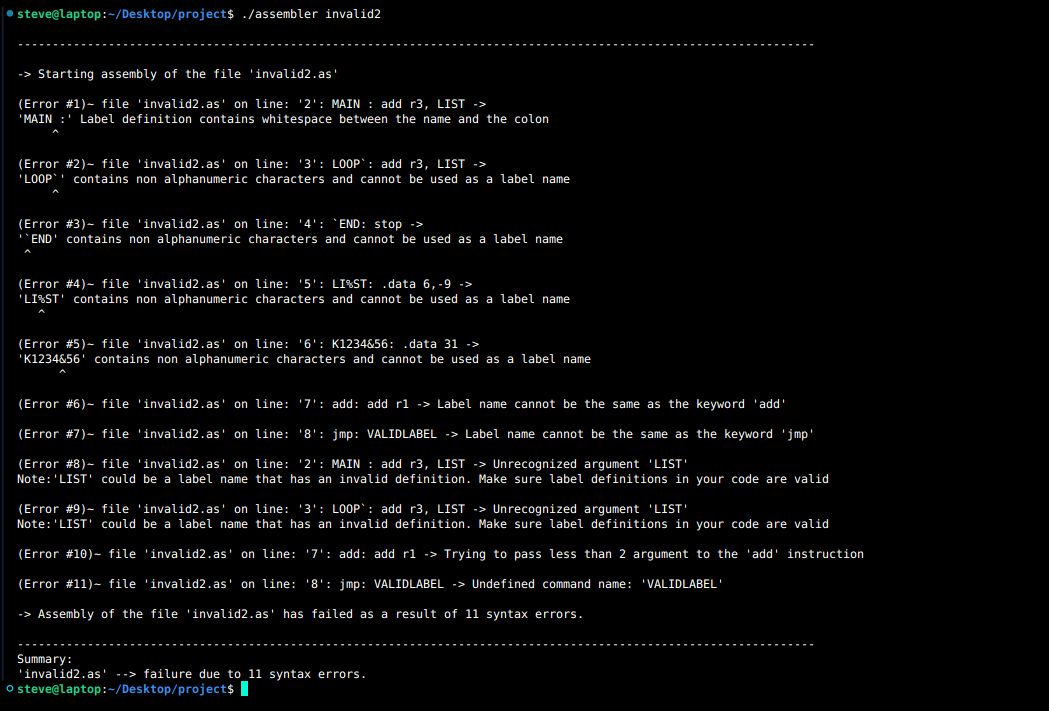 steve@laptop:~/Desktop/project$ ./assembler invalid2
------------------------------------------------------------------------------------------------------------------
-> Starting assembly of the file 'invalid2.as'
(Error #1)~ file 'invalid2.as' on line: '2': MAIN : add r3, LIST ->
'MAIN :' Label definition contains whitespace between the name and the colon
^
(Error #2)~ file 'invalid2.as' on line: '3': LOOP`: add r3, LIST ->
'LOOP`' contains non alphanumeric characters and cannot be used as a label name
^
(Error #3)~ file 'invalid2.as' on line: '4': `END: stop ->
'`END' contains non alphanumeric characters and cannot be used as a label name
^
(Error #4)~ file 'invalid2.as' on line: '5': LI%ST: .data 6,-9 ->
'LI%ST' contains non alphanumeric characters and cannot be used as a label name
^
(Error #5)~ file 'invalid2.as' on line: '6': K1234&56: .data 31 ->
'K1234&56' contains non alphanumeric characters and cannot be used as a label name
^
(Error #6)~ file 'invalid2.as' on line: '7': add: add r1 -> Label name cannot be the same as the keyword 'add'
(Error #7)~ file 'invalid2.as' on line: '8': jmp: VALIDLABEL -> Label name cannot be the same as the keyword 'jmp'
(Error #8)~ file 'invalid2.as' on line: '2': MAIN : add r3, LIST -> Unrecognized argument 'LIST'
Note:'LIST' could be a label name that has an invalid definition. Make sure label definitions in your code are valid
(Error #9)~ file 'invalid2.as' on line: '3': LOOP`: add r3, LIST -> Unrecognized argument 'LIST'
Note:'LIST' could be a label name that has an invalid definition. Make sure label definitions in your code are valid
(Error #10)~ file 'invalid2.as' on line: '7': add: add r1 -> Trying to pass less than 2 argument to the 'add' instruction
(Error #11)~ file 'invalid2.as' on line: '8': jmp: VALIDLABEL -> Undefined command name: 'VALIDLABEL'
-> Assembly of the file 'invalid2.as' has failed as a result of 11 syntax errors.
------------------------------------------------------------------------------------------------------------------
Summary:
'invalid2.as' --> failure due to 11 syntax errors.
steve@laptop:~/Desktop/project$